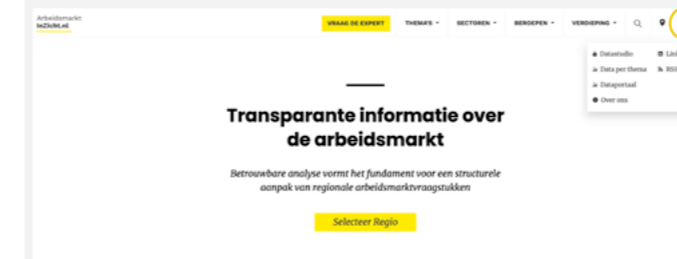 Arbeidsmarkt
InZicht.nl
VRAAG DE EXPERT THEMA'S SECTOREN BEROEPEN VERDIEPING
Datastudio
Data per thema RSS
Dataportaal
Over ons
Transparante informatie over
de arbeidsmarkt
Betrouwbare analyse vormt het fundament voor een structurele
aanpak van regionale arbeidsmarktvraagstukken
Selecteer Regio